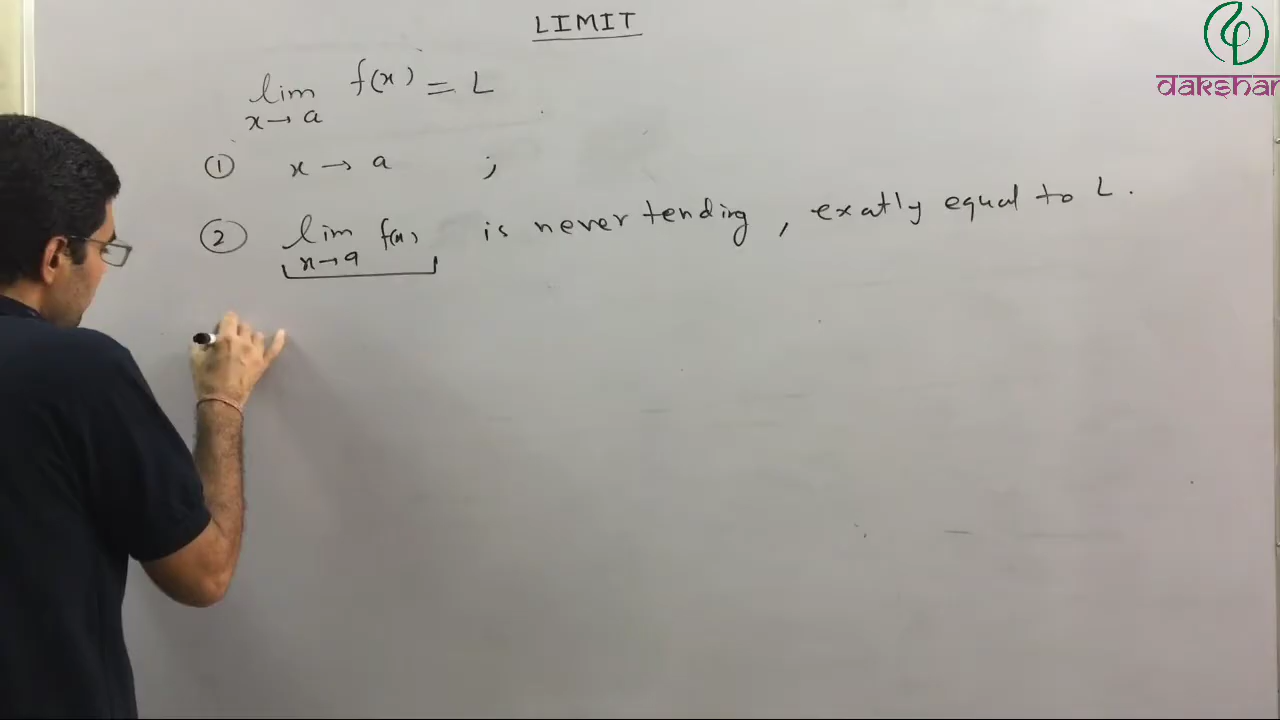 LIMIT
dakshar
lim f(x) = L
x→a
① x → a ;
② lim f(x) is never tending, exatly equal to L.
x→a